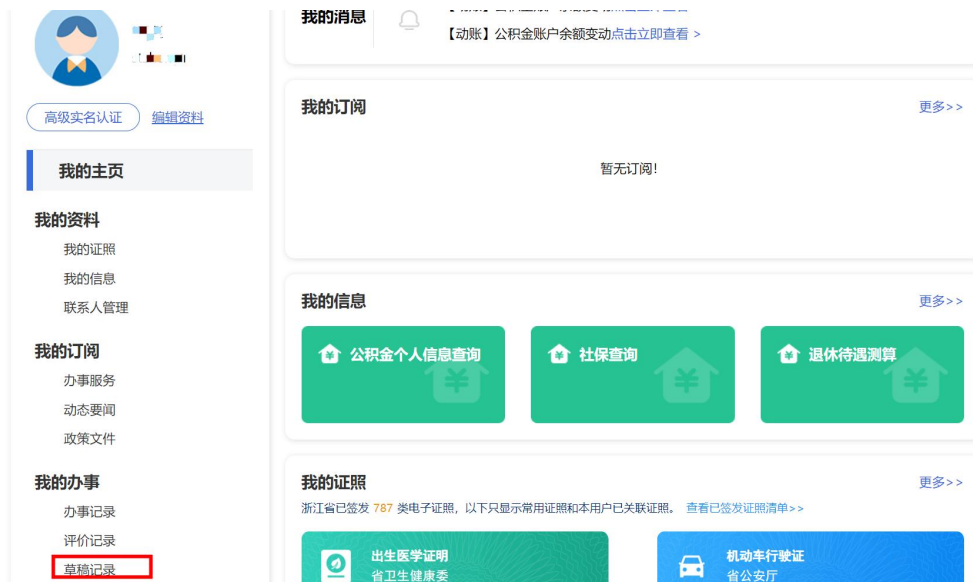 高级实名认证
编辑资料
我的主页
我的资料
我的证照
我的信息
联系人管理
我的订阅
办事服务
动态要闻
政策文件
我的办事
办事记录
评价记录
草稿记录
我的消息
【动账】公积金账户余额变动点击立即查看 >
我的订阅
更多>>
暂无订阅!
我的信息
更多>>
公积金个人信息查询
社保查询
退休待遇测算
我的证照
更多>>
浙江省已签发 787 类电子证照，以下只显示常用证照和本用户已关联证照。 查看已签发证照清单>>
出生医学证明
省卫生健康委
机动车行驶证
省公安厅